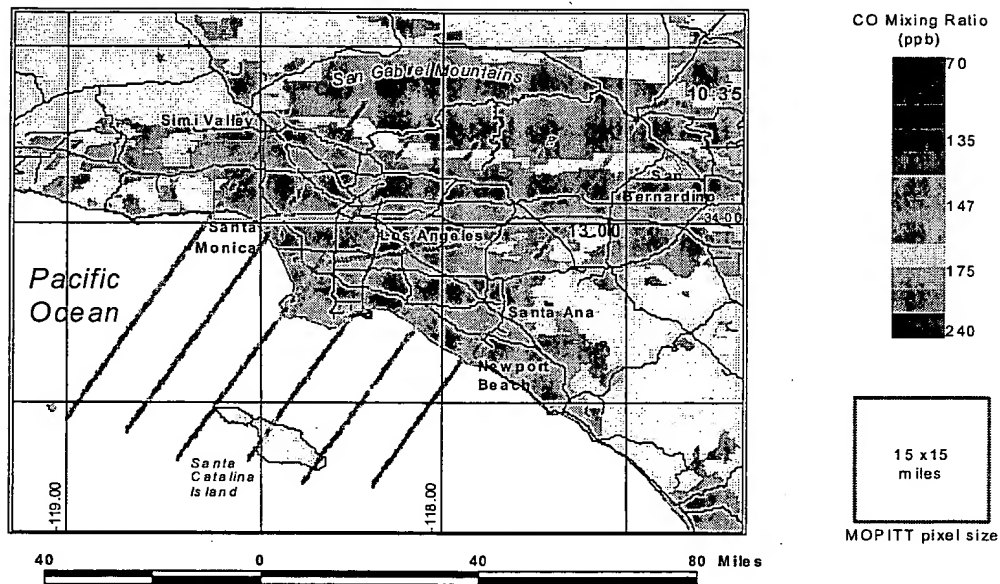 CO Mixing Ratio
(ppb)
70
135
147
175
240
San Gabriel Mountains
10:35
Simi Valley
San
Bernardino
34.00
Santa
Monica
Los Angeles
13:00
Pacific
Ocean
Santa Ana
Newport
Beach
Santa
Catalina
Island
-119.00
-118.00
15 x15
miles
MOPITT pixel size
40
0
40
80 Miles